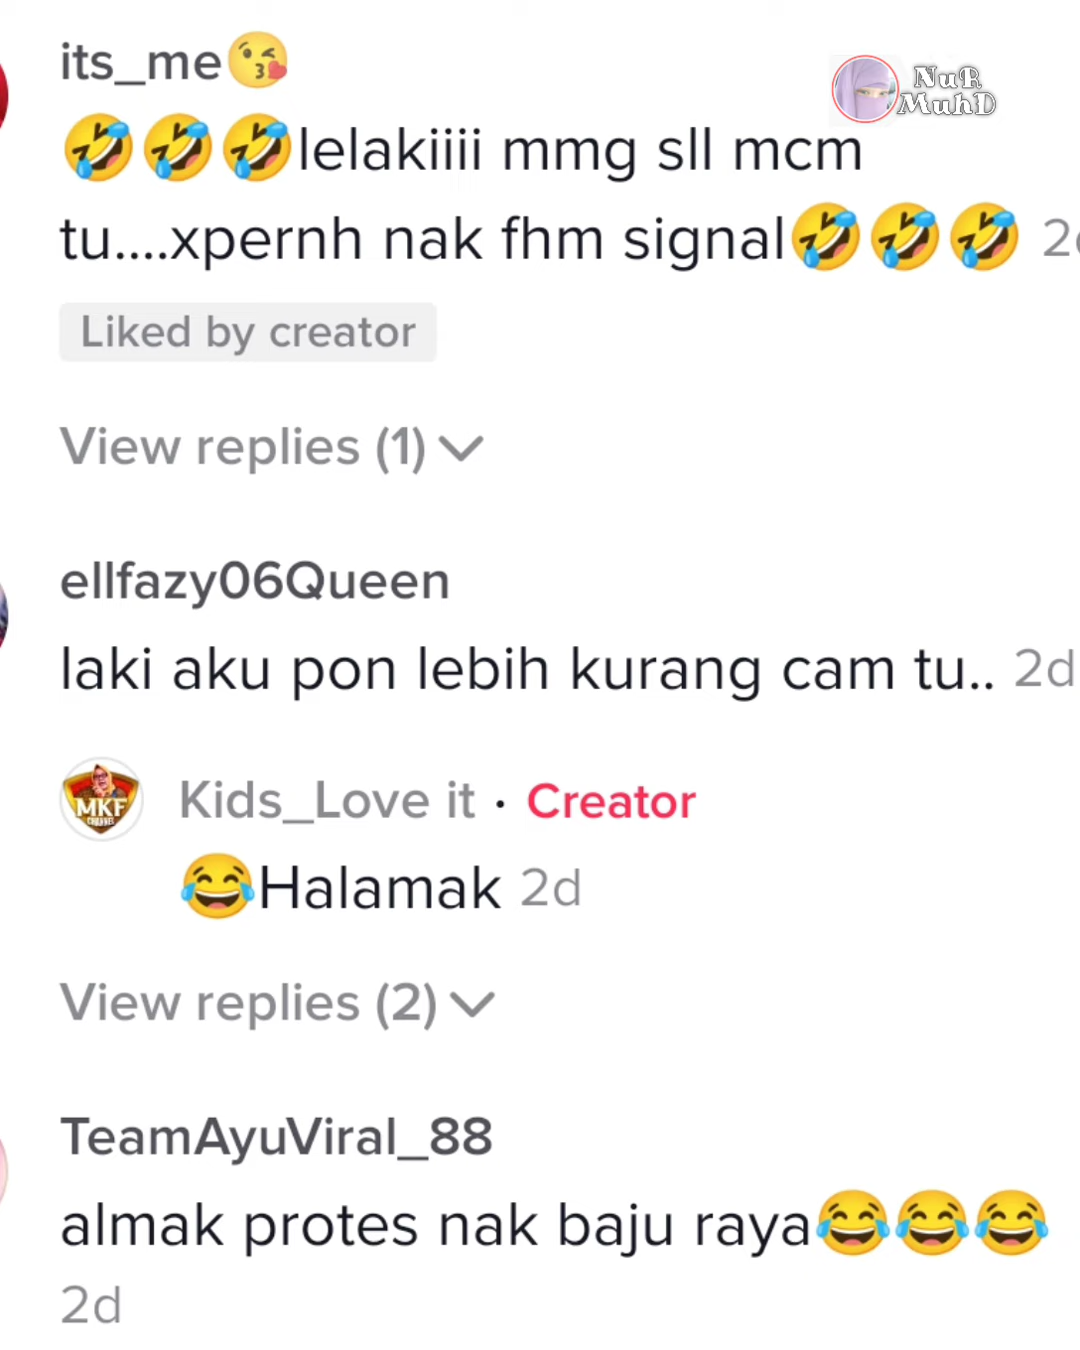 its_me😘
NuR
MuhD
🤣🤣🤣lelakiiii mmg sll mcm
tu....xpernh nak fhm signal🤣🤣🤣
Liked by creator
View replies (1)
ellfazy06Queen
laki aku pon lebih kurang cam tu.. 2d
MKF
CHANNEL
Kids_Love it · Creator
😂Halamak 2d
View replies (2)
TeamAyuViral_88
almak protes nak baju raya😂😂😂
2d